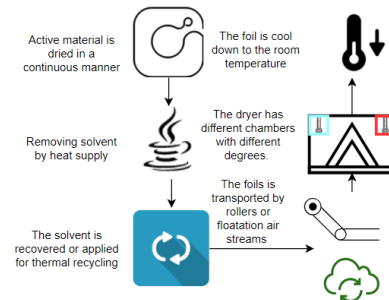 Active material is
dried in a
continuous manner
The foil is cool
down to the room
temperature
Removing solvent
by heat supply
The dryer has
different chambers
with different
degrees.
The foils is
transported by
rollers or
floatation air
streams
The solvent is
recovered or applied
for thermal recycling